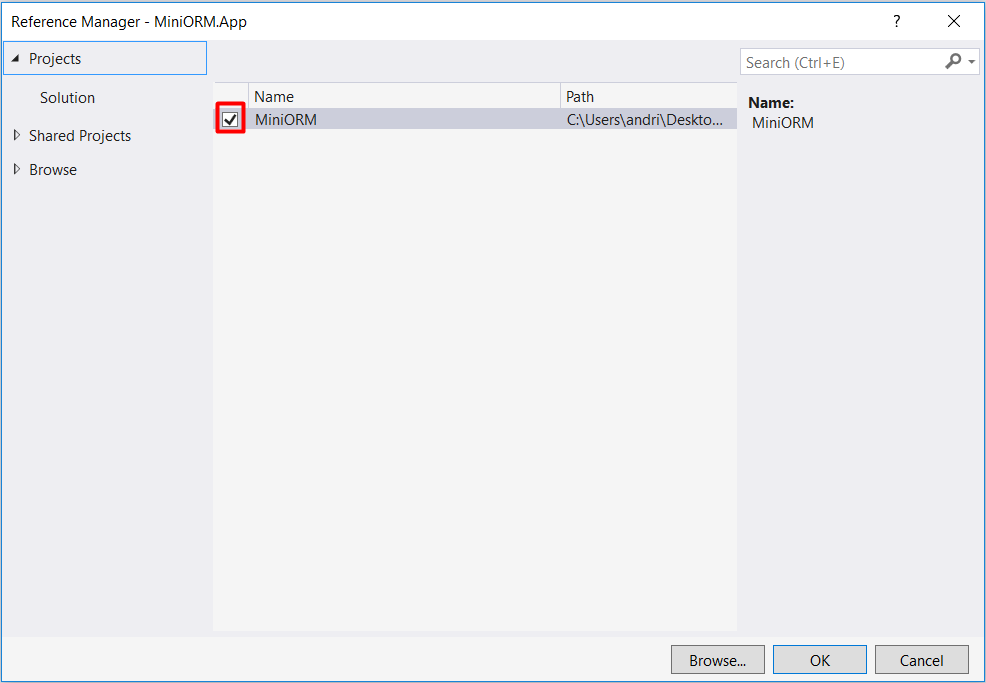 Reference Manager - MiniORM.App
?
Projects
Solution
Shared Projects
Browse
Name Path
MiniORM C:\Users\andri\Deskto...
Search (Ctrl+E)
Name:
MiniORM
Browse... OK Cancel